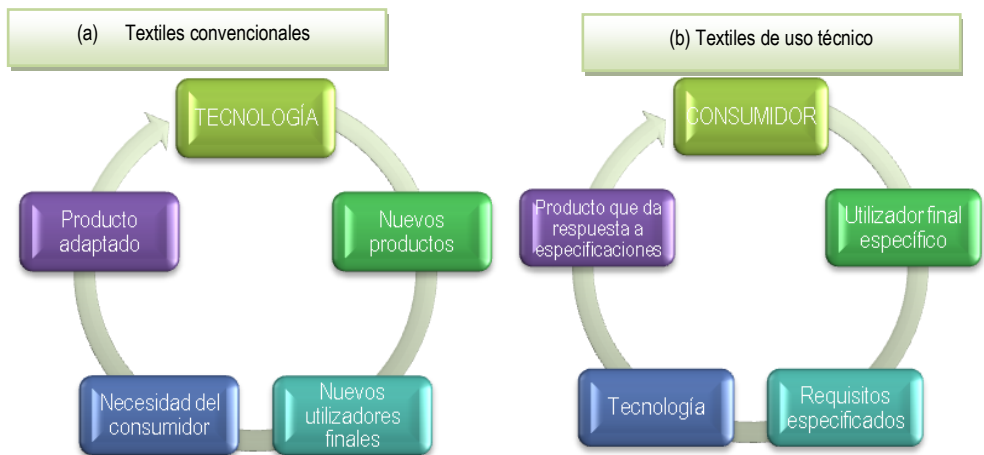 (a) Textiles convencionales
TECNOLOGÍA
Nuevos
productos
Nuevos
utilizadores
finales
Necesidad del
consumidor
Producto
adaptado
(b) Textiles de uso técnico
CONSUMIDOR
Utilizador final
específico
Requisitos
especificados
Tecnología
Producto que da
respuesta a
especificaciones